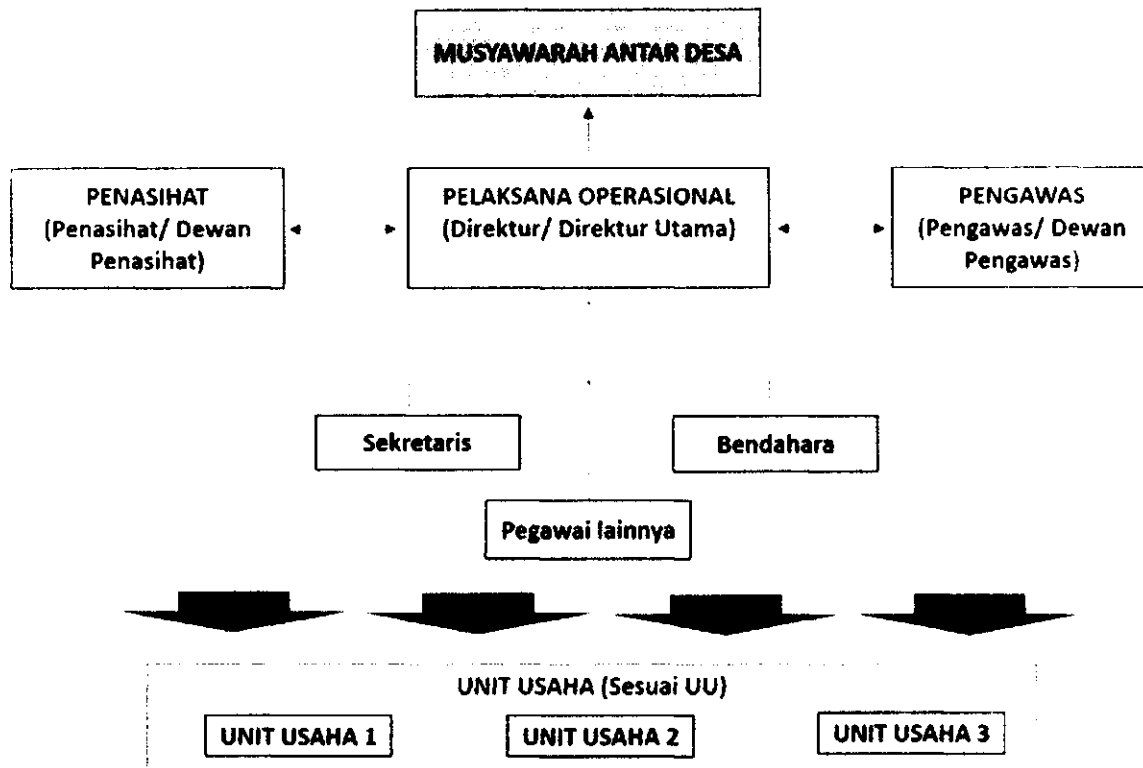 MUSYAWARAH ANTAR DESA
PENASIHAT
(Penasihat/ Dewan
Penasihat)
PELAKSANA OPERASIONAL
(Direktur/ Direktur Utama)
PENGAWAS
(Pengawas/ Dewan
Pengawas)
Sekretaris
Bendahara
Pegawai lainnya
UNIT USAHA (Sesuai UU)
UNIT USAHA 1
UNIT USAHA 2
UNIT USAHA 3